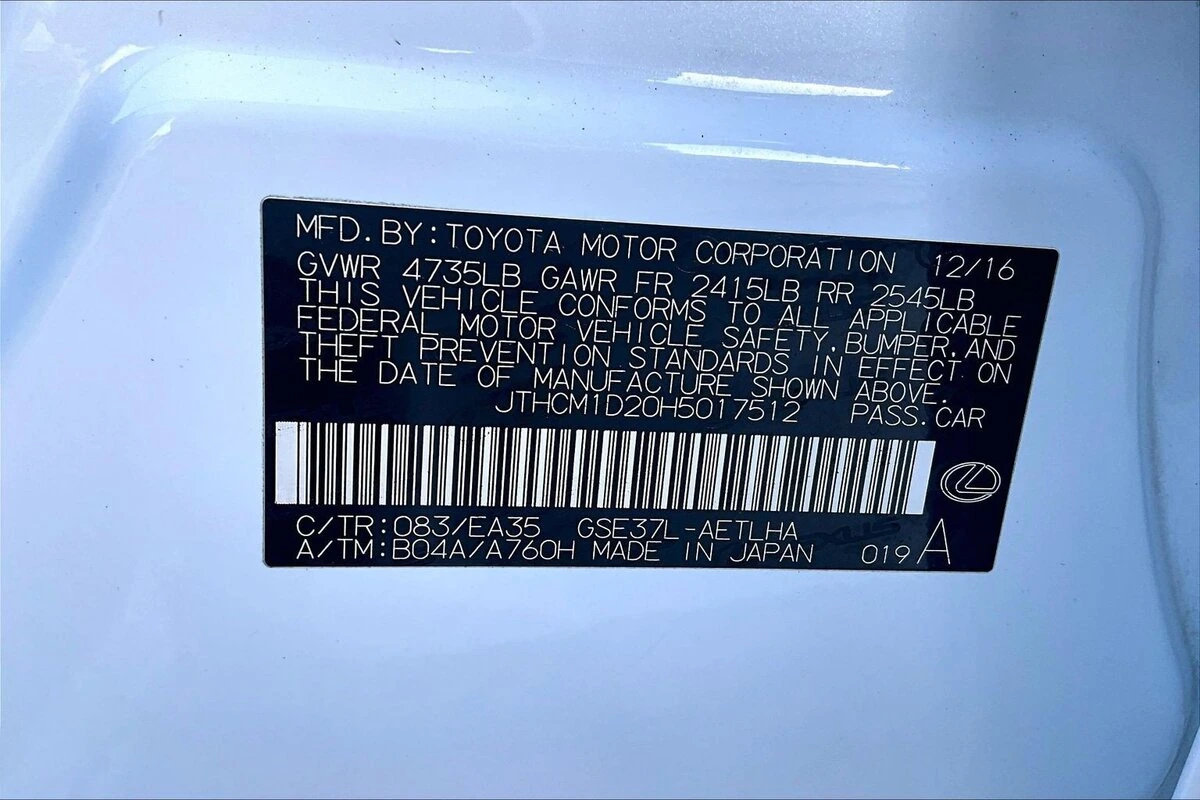 MFD. BY: TOYOTA MOTOR CORPORATION 12/16
GVWR 4735LB GAWR FR 2415LB RR 2545LB
THIS VEHICLE CONFORMS TO ALL APPLICABLE
FEDERAL MOTOR VEHICLE SAFETY, BUMPER, AND
THEFT PREVENTION STANDARDS IN EFFECT ON
THE DATE OF MANUFACTURE SHOWN ABOVE.
JTHCM1D20H5017512 PASS. CAR
C/TR: 083/EA35 GSE37L-AETLHA
A/TM: B04A/A760H MADE IN JAPAN 019 A